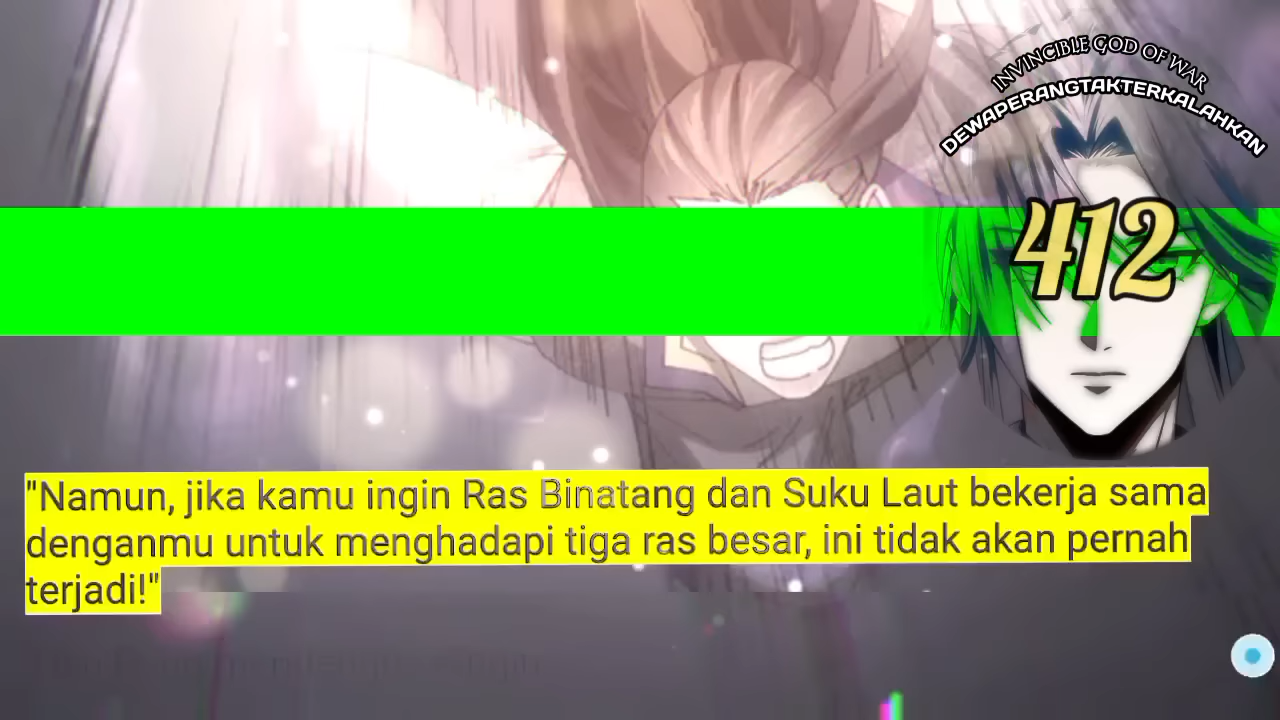 INVINCIBLE GOD OF WAR
DEWAPERANGTAKTERKALAHKAN
412
"Namun, jika kamu ingin Ras Binatang dan Suku Laut bekerja sama
denganmu untuk menghadapi tiga ras besar, ini tidak akan pernah
terjadi!"